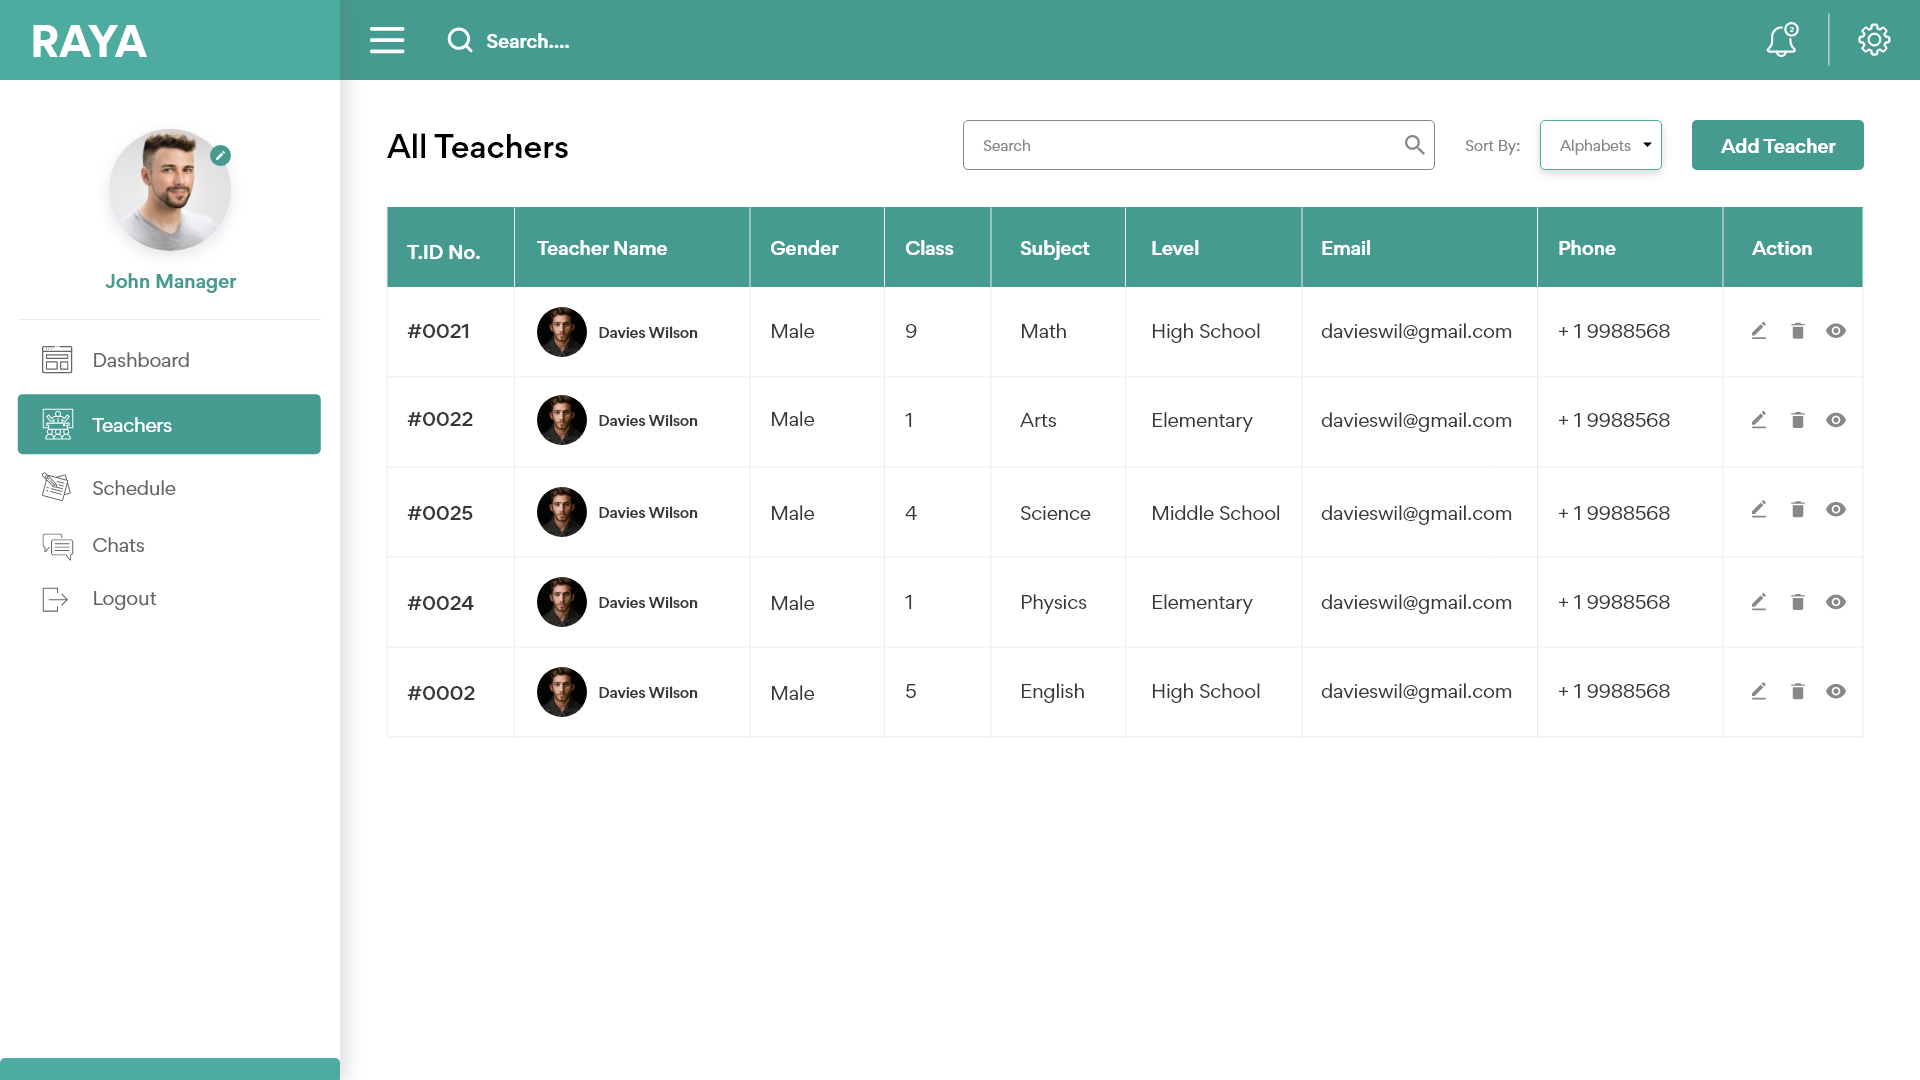 RAYA
Search....
2
John Manager
Dashboard
Teachers
Schedule
Chats
Logout
All Teachers
Search
Sort By:
Alphabets
Add Teacher
T.ID No. Teacher Name Gender Class Subject Level Email Phone Action
#0021 Davies Wilson Male 9 Math High School davieswil@gmail.com + 1 9988568
#0022 Davies Wilson Male 1 Arts Elementary davieswil@gmail.com + 1 9988568
#0025 Davies Wilson Male 4 Science Middle School davieswil@gmail.com + 1 9988568
#0024 Davies Wilson Male 1 Physics Elementary davieswil@gmail.com + 1 9988568
#0002 Davies Wilson Male 5 English High School davieswil@gmail.com + 1 9988568